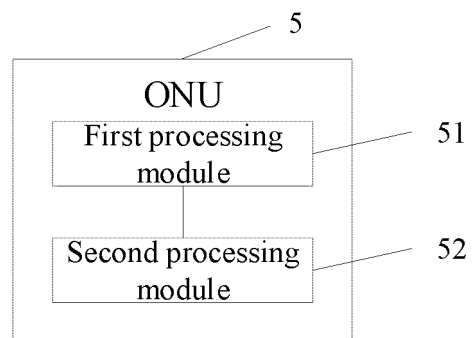 5
ONU
First processing
module
51
Second processing
module
52